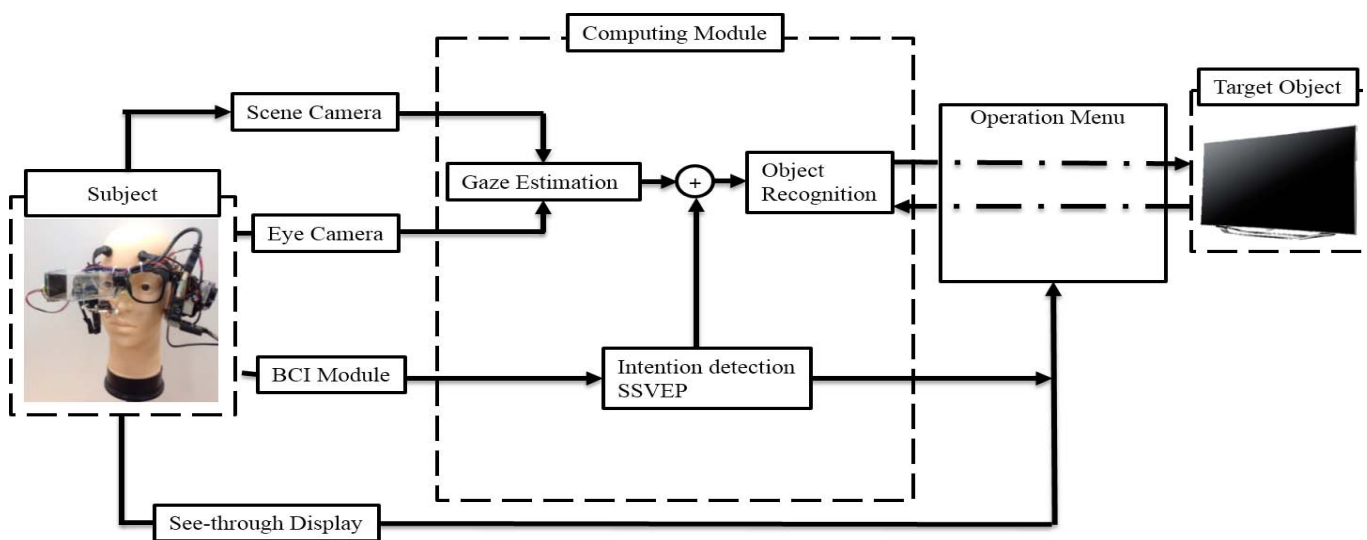 Computing Module
Scene Camera
Target Object
Operation Menu
Subject
Gaze Estimation
+
Object
Recognition
Eye Camera
BCI Module
Intention detection
SSVEP
See-through Display